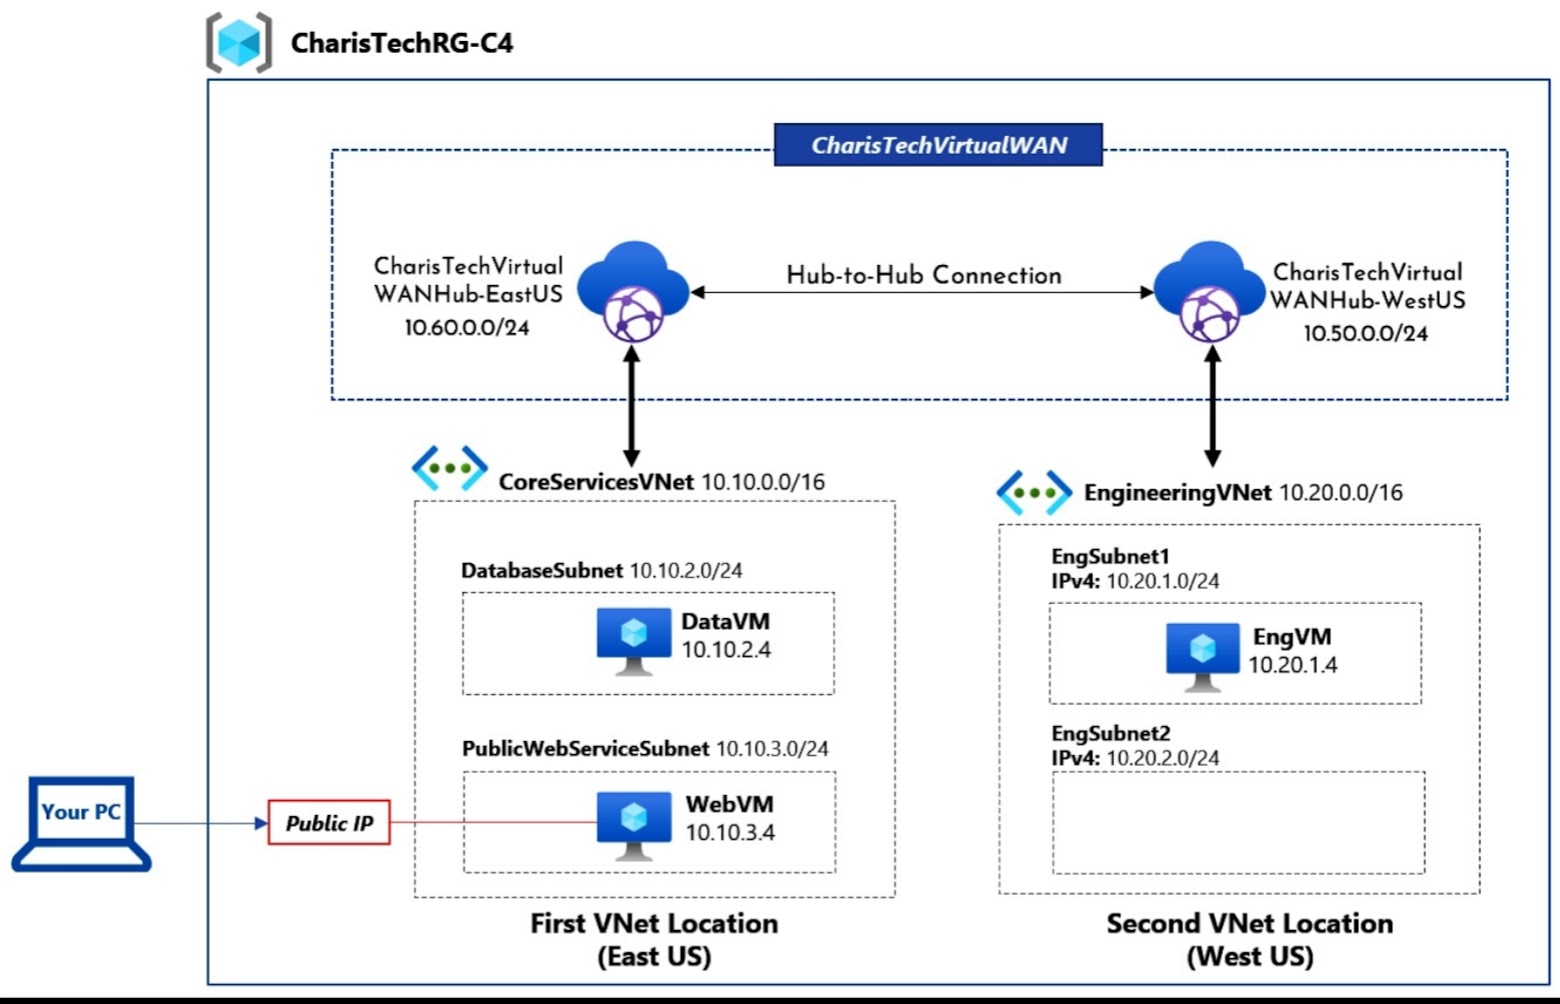 CharisTechRG-C4
CharisTechVirtualWAN
CharisTechVirtual
WANHub-EastUS
10.60.0.0/24
Hub-to-Hub Connection
CharisTechVirtual
WANHub-WestUS
10.50.0.0/24
CoreServicesVNet 10.10.0.0/16
DatabaseSubnet 10.10.2.0/24
DataVM
10.10.2.4
PublicWebServiceSubnet 10.10.3.0/24
WebVM
10.10.3.4
Your PC
Public IP
First VNet Location
(East US)
EngineeringVNet 10.20.0.0/16
EngSubnet1
IPv4: 10.20.1.0/24
EngVM
10.20.1.4
EngSubnet2
IPv4: 10.20.2.0/24
Second VNet Location
(West US)